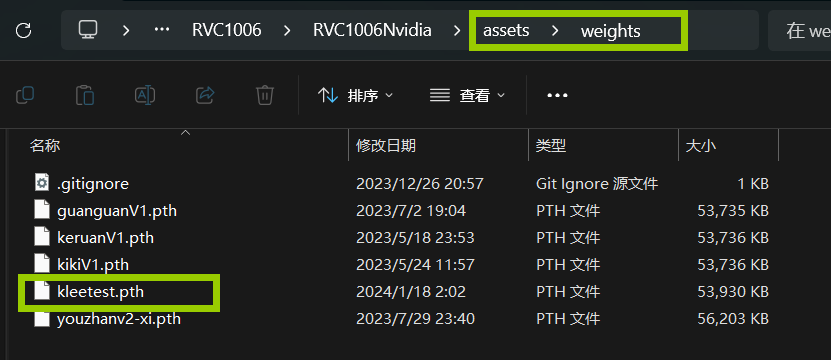 RVC1006 > RVC1006Nvidia > assets > weights 在 we
排序 查看
名称 修改日期 类型 大小
.gitignore 2023/12/26 20:57 Git Ignore 源文件 1 KB
guanguanV1.pth 2023/7/2 19:04 PTH 文件 53,735 KB
keruanV1.pth 2023/5/18 23:53 PTH 文件 53,736 KB
kikiV1.pth 2023/5/24 11:57 PTH 文件 53,736 KB
kleetest.pth 2024/1/18 2:02 PTH 文件 53,930 KB
youzhanv2-xi.pth 2023/7/29 23:40 PTH 文件 56,203 KB